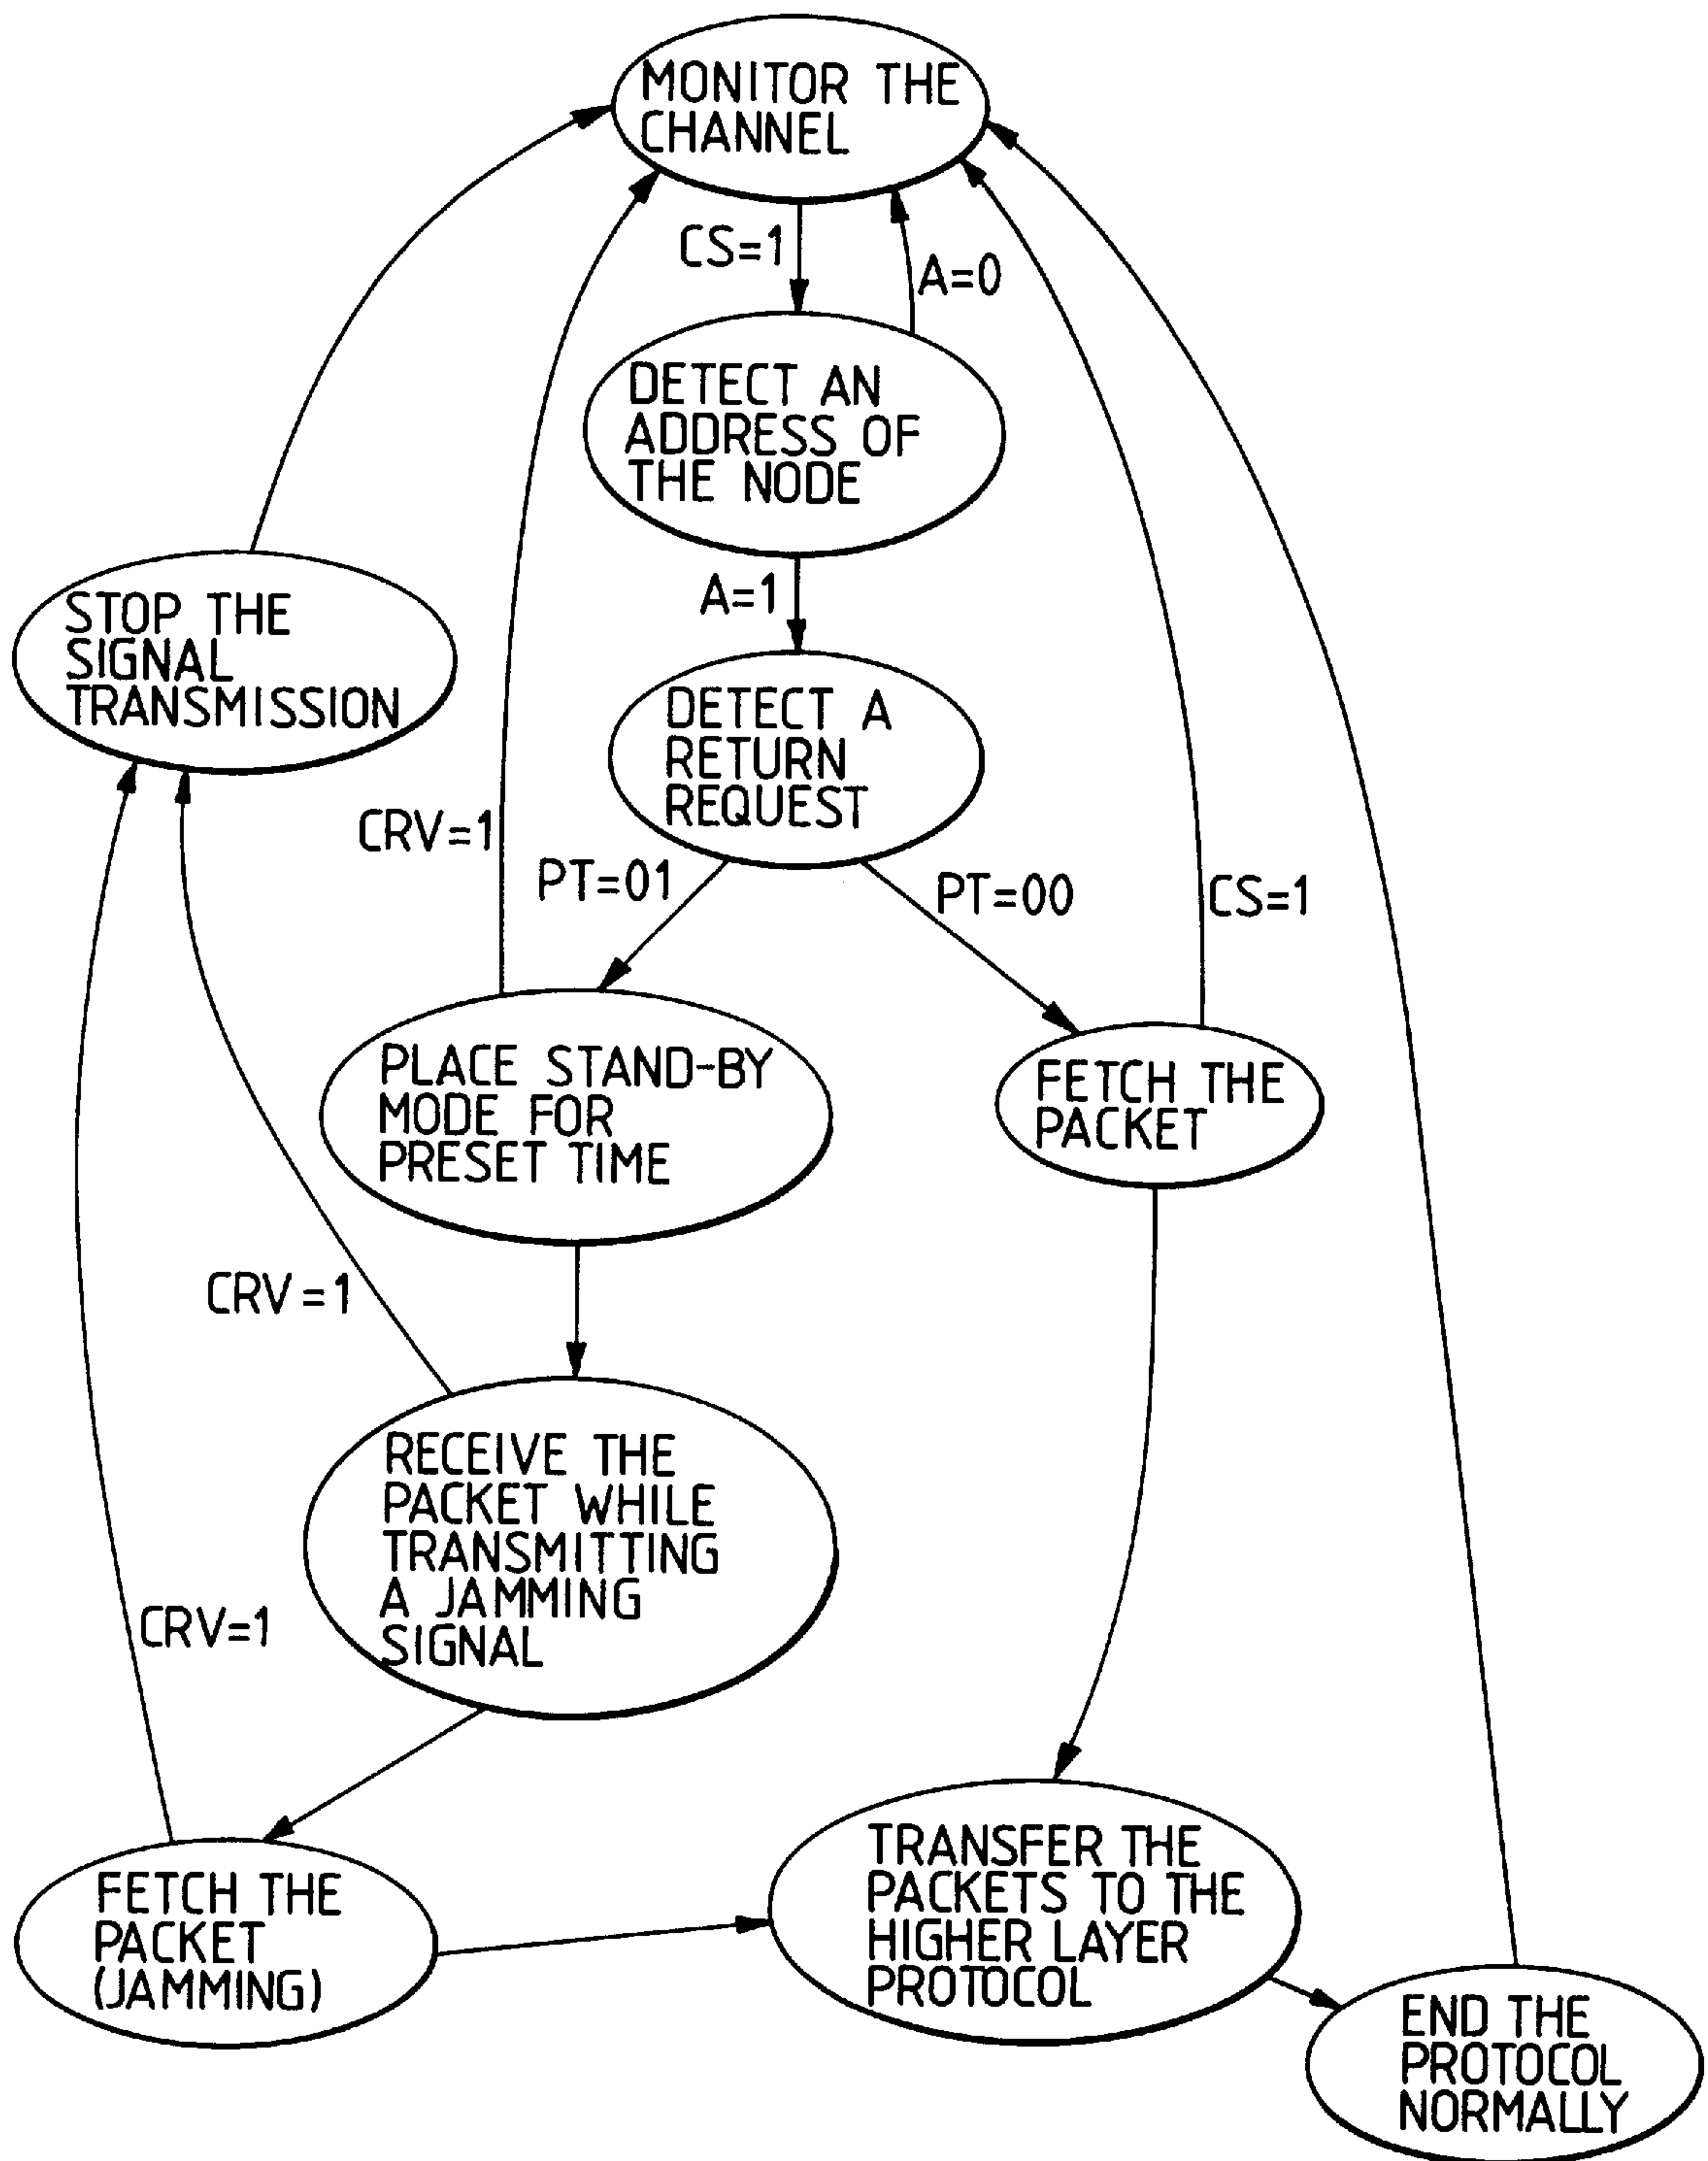 MONITOR THE
CHANNEL
CS=1
A=0
DETECT AN
ADDRESS OF
THE NODE
A=1
STOP THE
SIGNAL
TRANSMISSION
DETECT A
RETURN
REQUEST
CRV=1
PT=01
PT=00
CS=1
PLACE STAND-BY
MODE FOR
PRESET TIME
FETCH THE
PACKET
CRV=1
RECEIVE THE
PACKET WHILE
TRANSMITTING
A JAMMING
SIGNAL
CRV=1
FETCH THE
PACKET
(JAMMING)
TRANSFER THE
PACKETS TO THE
HIGHER LAYER
PROTOCOL
END THE
PROTOCOL
NORMALLY